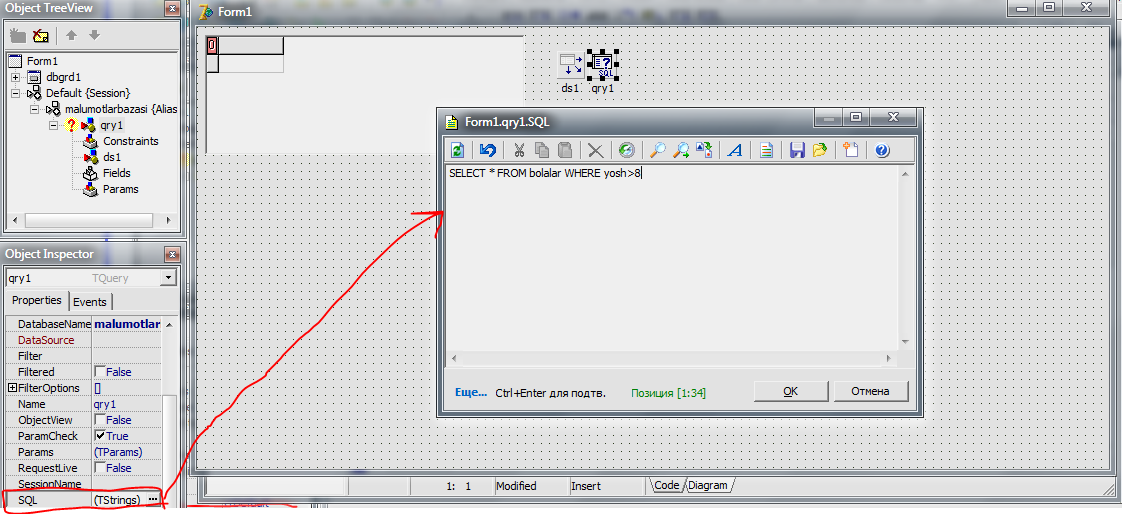 Object TreeView
Form1
dbgrd1
Default {Session}
malumotlarbazasi {Alias
qry1
Constraints
ds1
Fields
Params
Object Inspector
qry1 TQuery
Properties Events
DatabaseName malumotlar
DataSource
Filter
Filtered False
FilterOptions []
Name qry1
ObjectView False
ParamCheck True
Params (TParams)
RequestLive False
SessionName
SQL (TStrings) ...
Form1
0
ds1 qry1
SQL
Form1.qry1.SQL
SELECT * FROM bolalar WHERE yosh>8
Еще... Ctrl+Enter для подтв. Позиция [1:34] OK Отмена
1: 1 Modified Insert Code Diagram